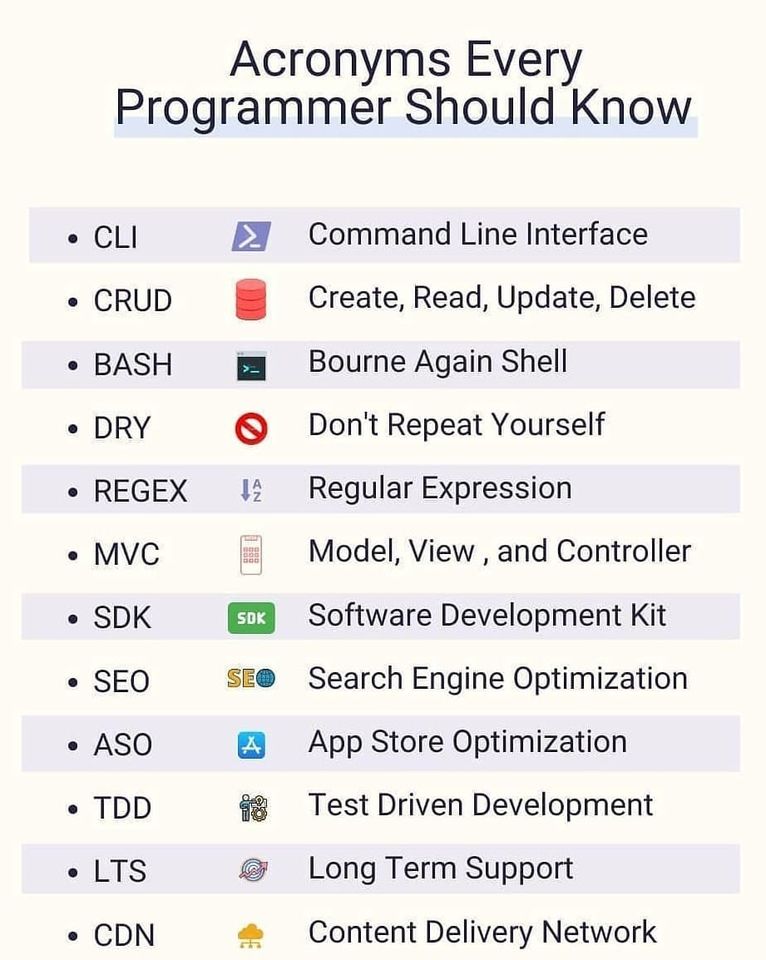 Acronyms Every
Programmer Should Know
• CLI Command Line Interface
• CRUD Create, Read, Update, Delete
• BASH >_ Bourne Again Shell
• DRY Don't Repeat Yourself
• REGEX A Z Regular Expression
• MVC Model, View , and Controller
• SDK SDK Software Development Kit
• SEO SEO Search Engine Optimization
• ASO App Store Optimization
• TDD Test Driven Development
• LTS Long Term Support
• CDN Content Delivery Network